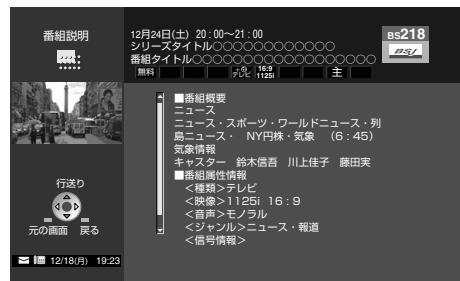 番組説明
12月24日(土) 20:00～21:00
シリーズタイトル○○○○○○○○○○○○
番組タイトル○○○○○○○○○○○○○○○○○○
BS218
BSJ
無料
+の
テレビ
16:9
1125i
主
■番組概要
ニュース
ニュース・スポーツ・ワールドニュース・列
島ニュース・ NY円株・気象 （6：45）
気象情報
キャスター 鈴木信吾 川上佳子 藤田実
■番組属性情報
＜種類＞テレビ
＜映像＞1125i 16：9
＜音声＞モノラル
＜ジャンル＞ニュース・報道
＜信号情報＞
行送り
元の画面 戻る
12/18(月) 19:23